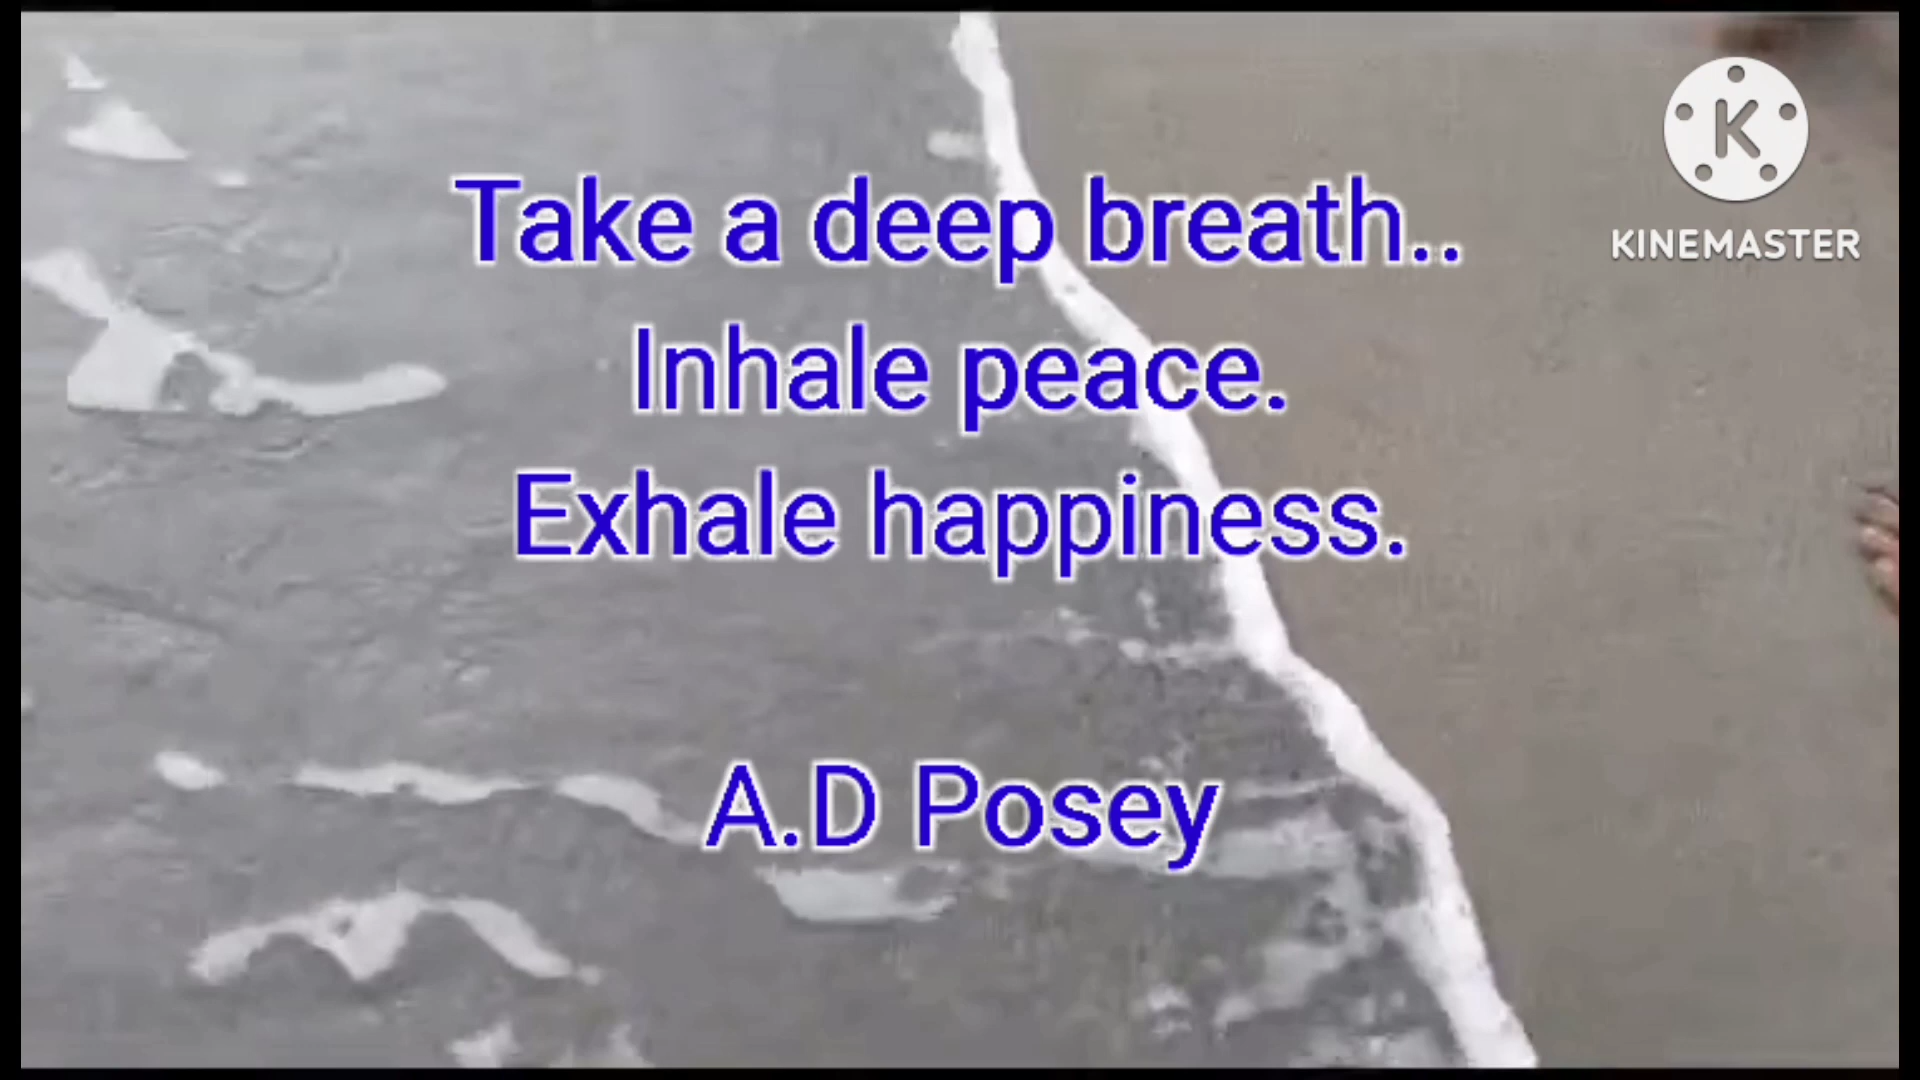 Take a deep breath..
Inhale peace.
Exhale happiness.
A.D Posey
K
KINEMASTER